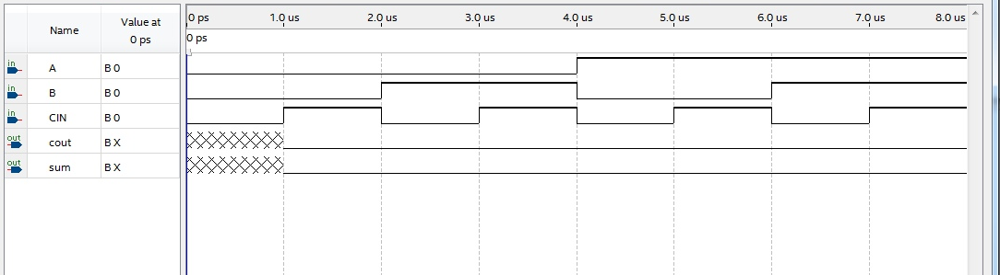 Name
Value at
0 ps
0 ps 1.0 us 2.0 us 3.0 us 4.0 us 5.0 us 6.0 us 7.0 us 8.0 us
0 ps
in A B 0
in B B 0
in CIN B 0
out cout B X
out sum B X